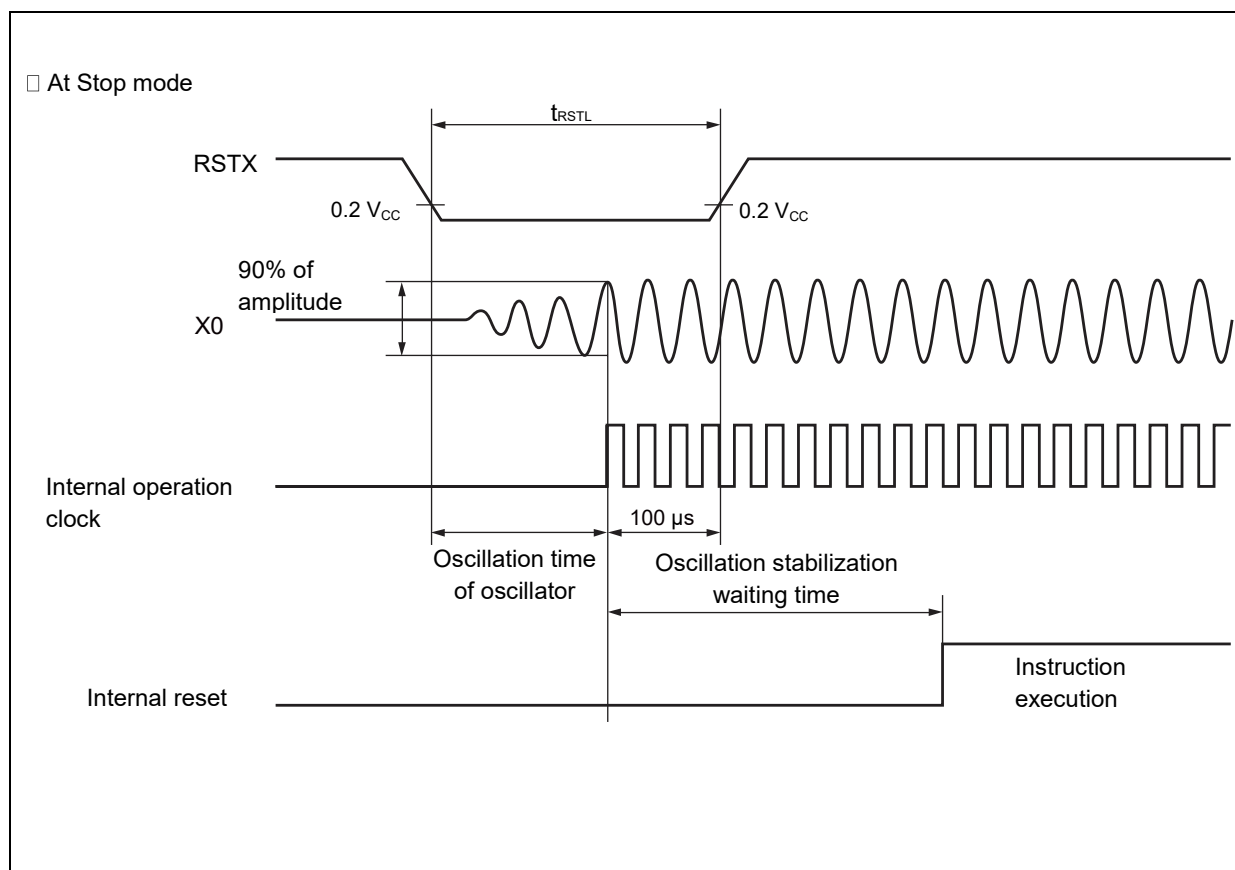 □ At Stop mode
tRSTL
RSTX
0.2 VCC
0.2 VCC
90% of
amplitude
X0
Internal operation
clock
100 µs
Oscillation time
of oscillator
Oscillation stabilization
waiting time
Internal reset
Instruction
execution